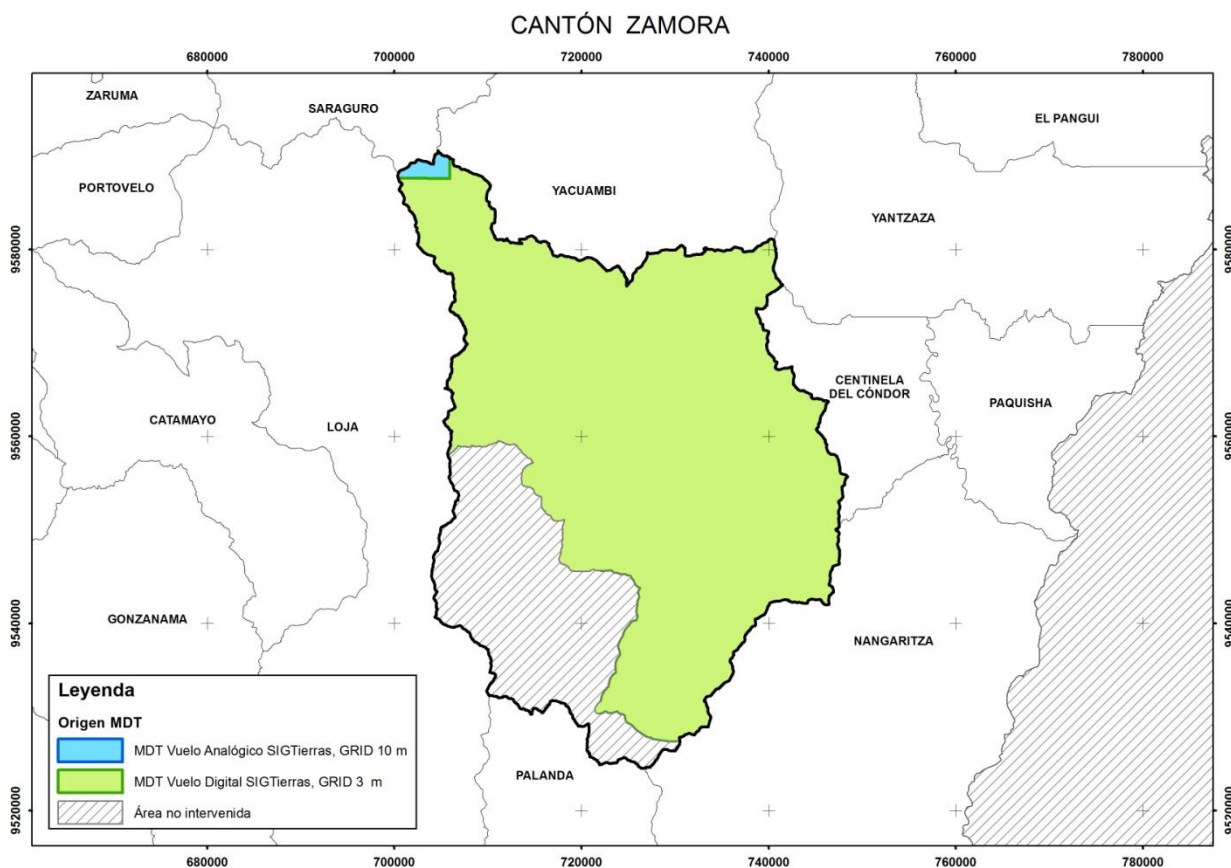 CANTÓN ZAMORA
680000 700000 720000 740000 760000 780000
ZARUMA
SARAGURO
EL PANGUI
PORTOVELO
YACUAMBI
YANTZAZA
9580000 9580000
CENTINELA
DEL CÓNDOR
PAQUISHA
CATAMAYO
LOJA
9560000 9560000
GONZANAMA
NANGARITZA
9540000 9540000
Leyenda
Origen MDT
MDT Vuelo Analógico SIGTierras, GRID 10 m
MDT Vuelo Digital SIGTierras, GRID 3 m
Área no intervenida
PALANDA
9520000 9520000
680000 700000 720000 740000 760000 780000